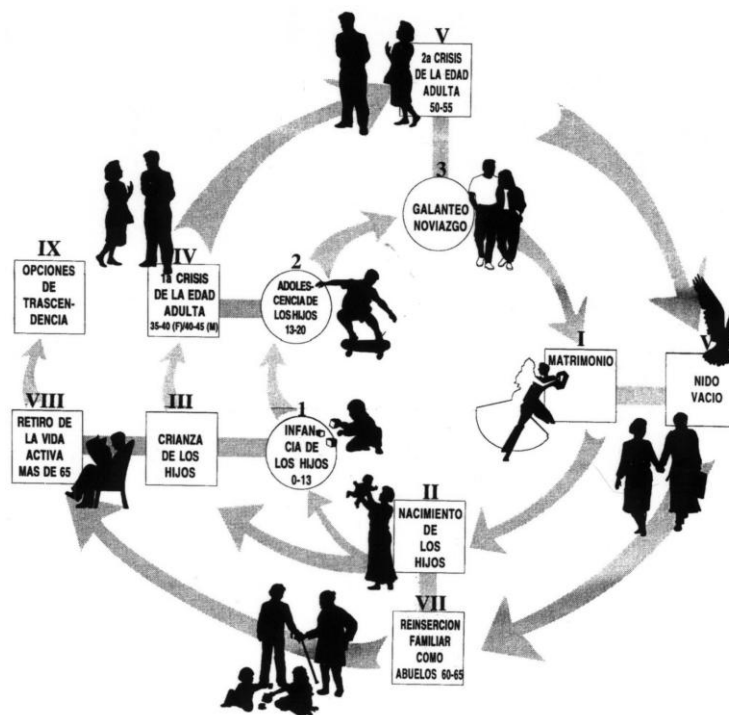 V
2a CRISIS
DE LA EDAD
ADULTA
50-55
3
GALANTEO
NOVIAZGO
IX
OPCIONES
DE
TRASCEN-
DENCIA
IV
1a CRISIS
DE LA EDAD
ADULTA
35-40 (F)/40-45 (M)
2
ADOLES-
CENCIA DE
LOS HIJOS
13-20
I
MATRIMONIO
V
NIDO
VACIO
VIII
RETIRO DE
LA VIDA
ACTIVA
MAS DE 65
III
CRIANZA
DE LOS
HIJOS
1
INFAN-
CIA DE
LOS HIJOS
0-13
II
NACIMIENTO
DE
LOS
HIJOS
VII
REINSERCION
FAMILIAR
COMO
ABUELOS 60-65